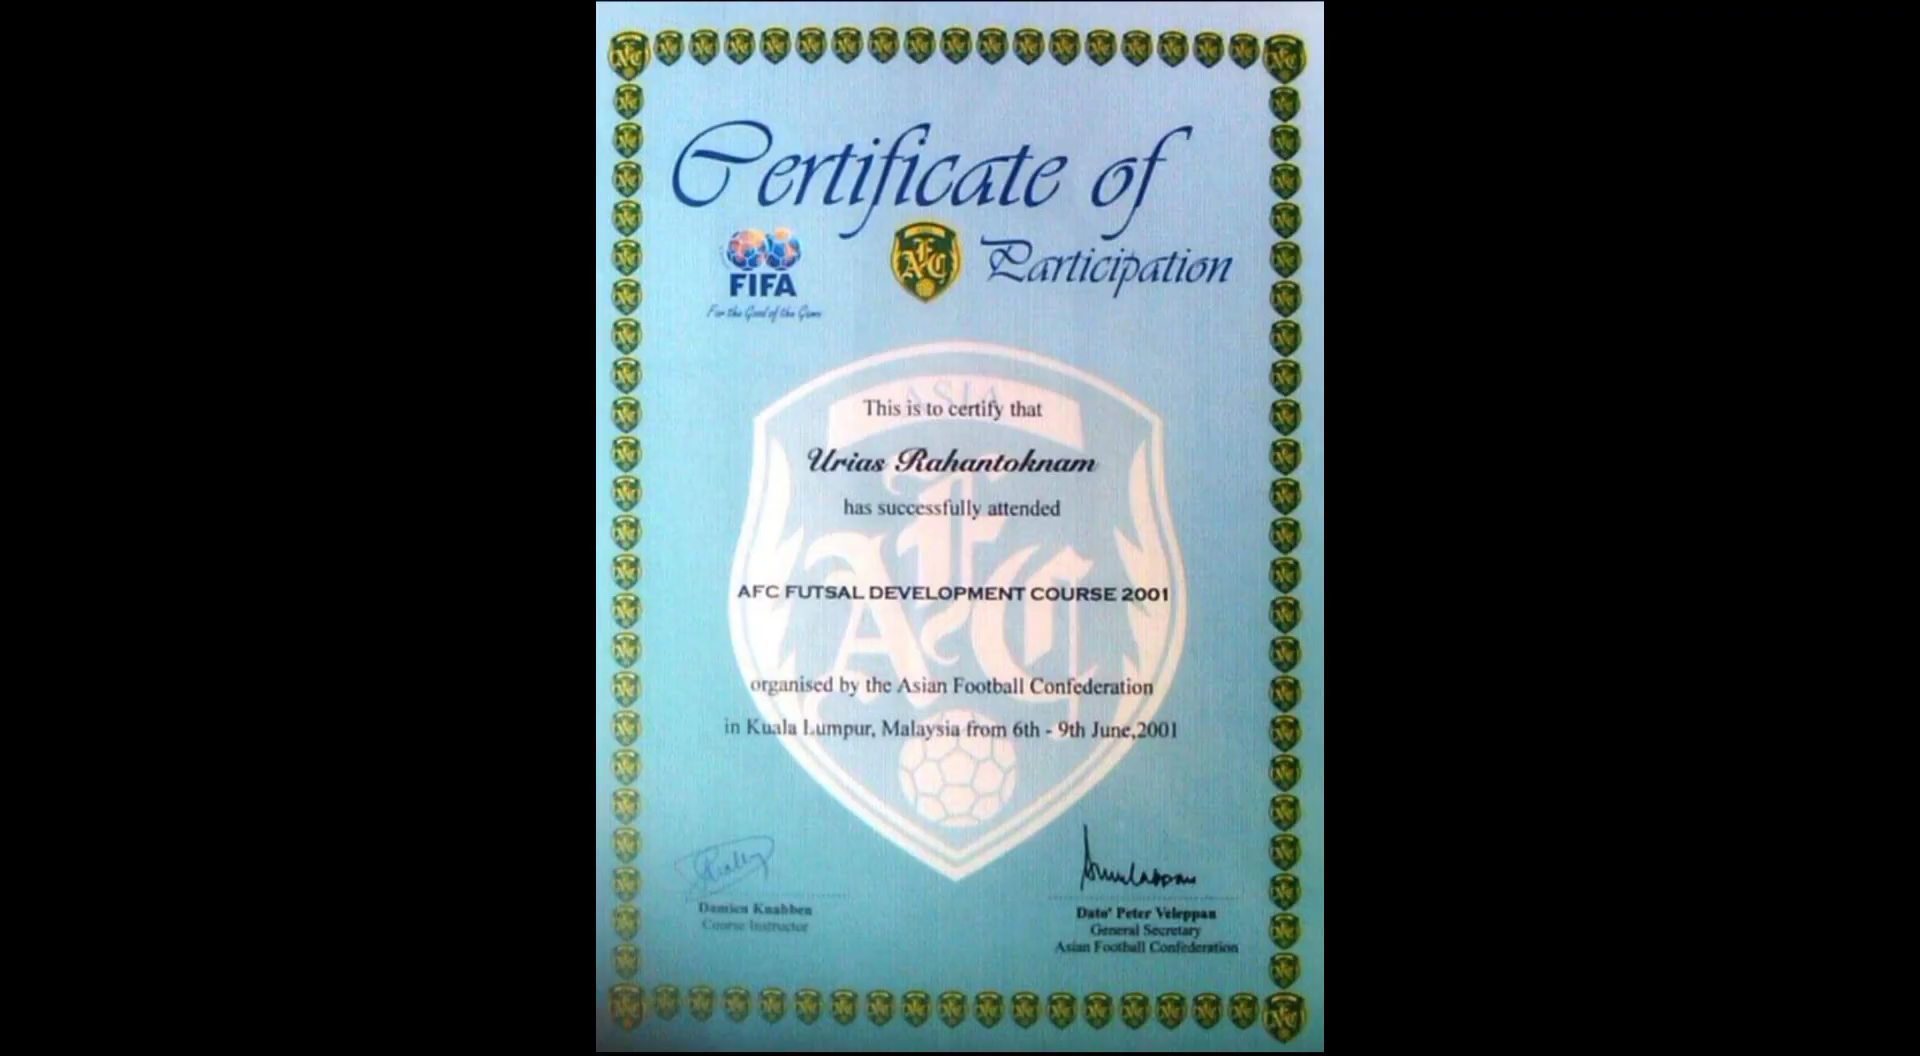 Certificate of
Participation
FIFA
For the Good of the Game
AFC
ASIA
This is to certify that
Urias Rahantoknam
has successfully attended
AFC FUTSAL DEVELOPMENT COURSE 2001
organised by the Asian Football Confederation
in Kuala Lumpur, Malaysia from 6th - 9th June,2001
Damien Knabben
Course Instructor
Dato' Peter Veleppan
General Secretary
Asian Football Confederation